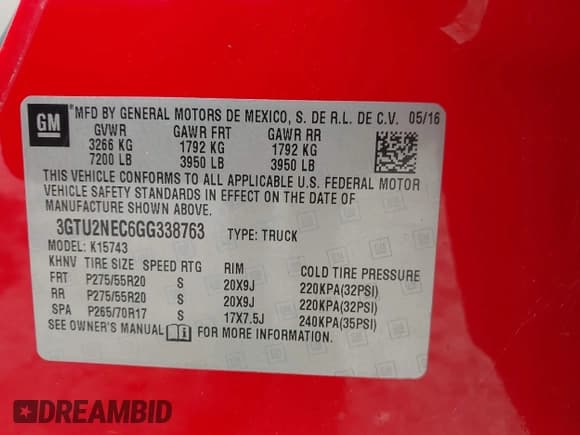 GM
® MFD BY GENERAL MOTORS DE MEXICO, S. DE R.L. DE C.V. 05/16
GVWR GAWR FRT GAWR RR
3266 KG 1792 KG 1792 KG
7200 LB 3950 LB 3950 LB
THIS VEHICLE CONFORMS TO ALL APPLICABLE U.S. FEDERAL MOTOR
VEHICLE SAFETY STANDARDS IN EFFECT ON THE DATE OF
MANUFACTURE SHOWN ABOVE.
3GTU2NEC6GG338763 TYPE: TRUCK
MODEL: K15743
KHNV TIRE SIZE SPEED RTG RIM COLD TIRE PRESSURE
FRT P275/55R20 S 20X9J 220KPA(32PSI)
RR P275/55R20 S 20X9J 220KPA(32PSI)
SPA P265/70R17 S 17X7.5J 240KPA(35PSI)
SEE OWNER'S MANUAL FOR MORE INFORMATION.
DREAMBID